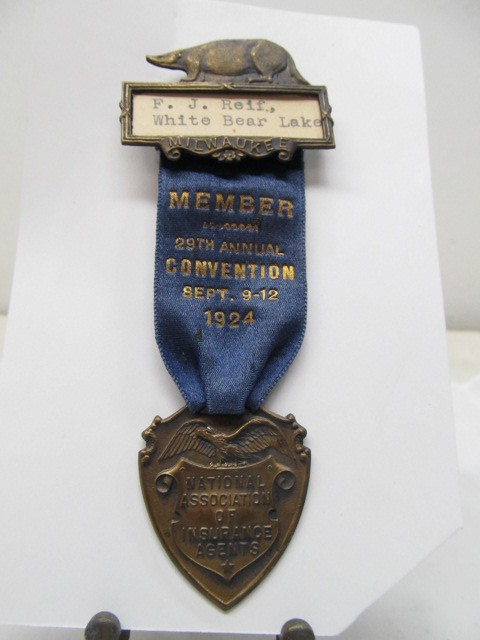 F. J. Reif,
White Bear Lake
MILWAUKEE
MEMBER
29TH ANNUAL
CONVENTION
SEPT. 9-12
1924
NATIONAL
ASSOCIATION
OF
INSURANCE
AGENTS